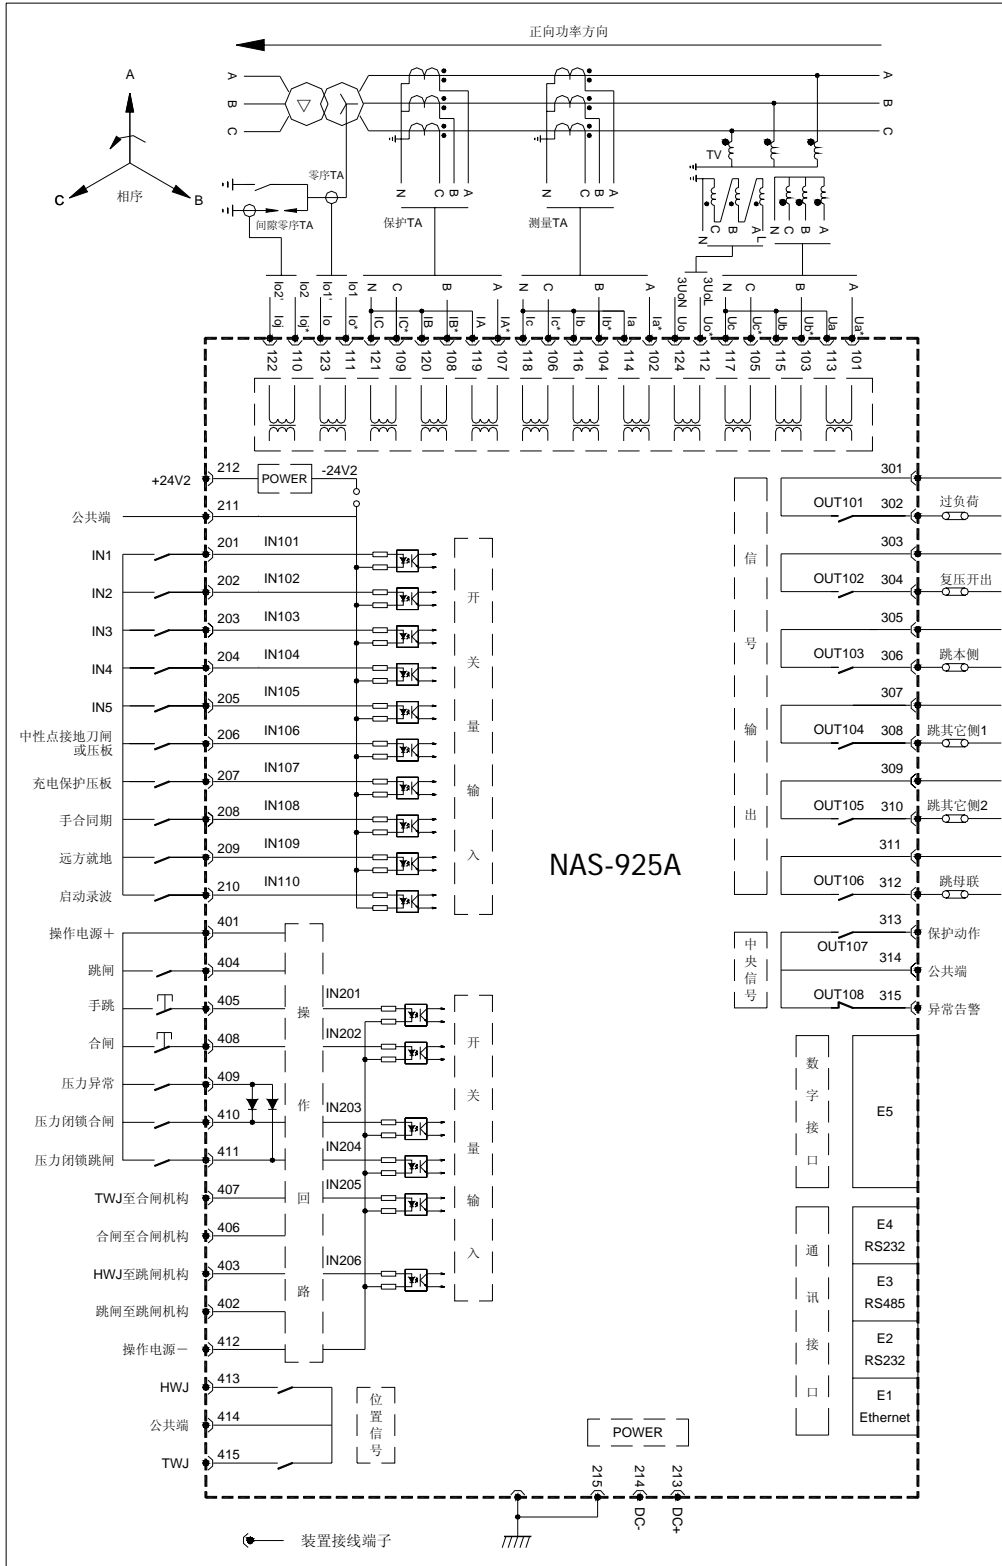 正向功率方向
A A
B B
C C
A
C B
相序
零序TA
间隙零序TA
保护TA
测量TA
TV
N C B A
N C B A
N C B A L
N C B A
Io2' Io2 Io1' Io1 N C B A N C B A 3UoN 3UoL N C B A
Ioj Ioj* Io Io* IC IC* IB IB* IA IA* Ic Ic* Ib Ib* Ia Ia* Uo Uo* Uc Uc* Ub Ub* Ua Ua*
122 110 123 111 121 109 120 108 119 107 118 106 116 104 114 102 124 112 117 105 115 103 113 101
+24V2 212 POWER -24V2
公共端 211
IN1 201 IN101
IN2 202 IN102
IN3 203 IN103
IN4 204 IN104
IN5 205 IN105
中性点接地刀闸
或压板 206 IN106
充电保护压板 207 IN107
手合同期 208 IN108
远方就地 209 IN109
启动录波 210 IN110
开关量输入
操作电源＋ 401
跳闸 404
手跳 405 IN201
合闸 408 IN202
压力异常 409
压力闭锁合闸 410 IN203
压力闭锁跳闸 411 IN204
TWJ至合闸机构 407 IN205
合闸至合闸机构 406
HWJ至跳闸机构 403 IN206
跳闸至跳闸机构 402
操作电源－ 412
操作回路
开关量输入
HWJ 413
公共端 414
TWJ 415
位置信号
NAS-925A
信号输出
301
OUT101 302 过负荷
303
OUT102 304 复压开出
305
OUT103 306 跳本侧
307
OUT104 308 跳其它侧1
309
OUT105 310 跳其它侧2
311
OUT106 312 跳母联
中央信号
313 保护动作
OUT107
314 公共端
OUT108 315 异常告警
数字接口
E5
通讯接口
E4
RS232
E3
RS485
E2
RS232
E1
Ethernet
POWER
215 214 213
DC- DC+
装置接线端子